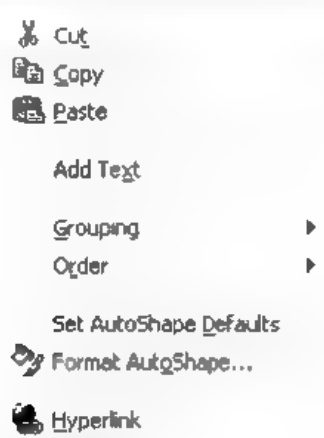 Cut
Copy
Paste
Add Text
Grouping
Order
Set AutoShape Defaults
Format AutoShape...
Hyperlink